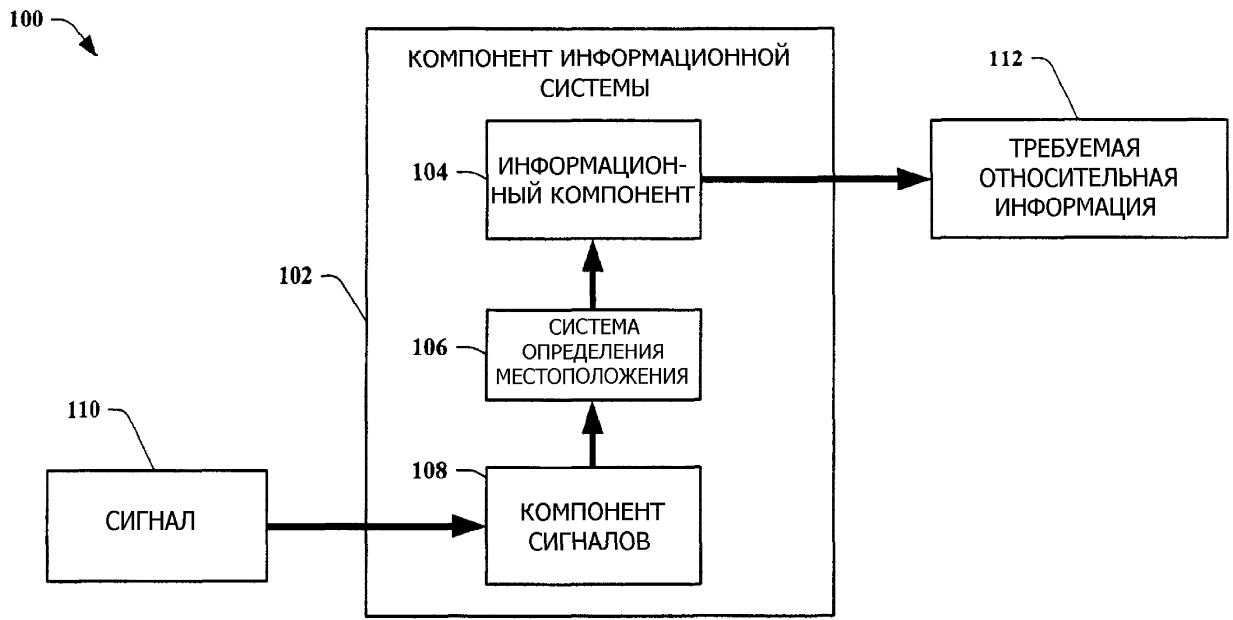 100
КОМПОНЕНТ ИНФОРМАЦИОННОЙ
СИСТЕМЫ
112
104
ИНФОРМАЦИОН-
НЫЙ КОМПОНЕНТ
ТРЕБУЕМАЯ
ОТНОСИТЕЛЬНАЯ
ИНФОРМАЦИЯ
102
106
СИСТЕМА
ОПРЕДЕЛЕНИЯ
МЕСТОПОЛОЖЕНИЯ
110
108
СИГНАЛ
КОМПОНЕНТ
СИГНАЛОВ